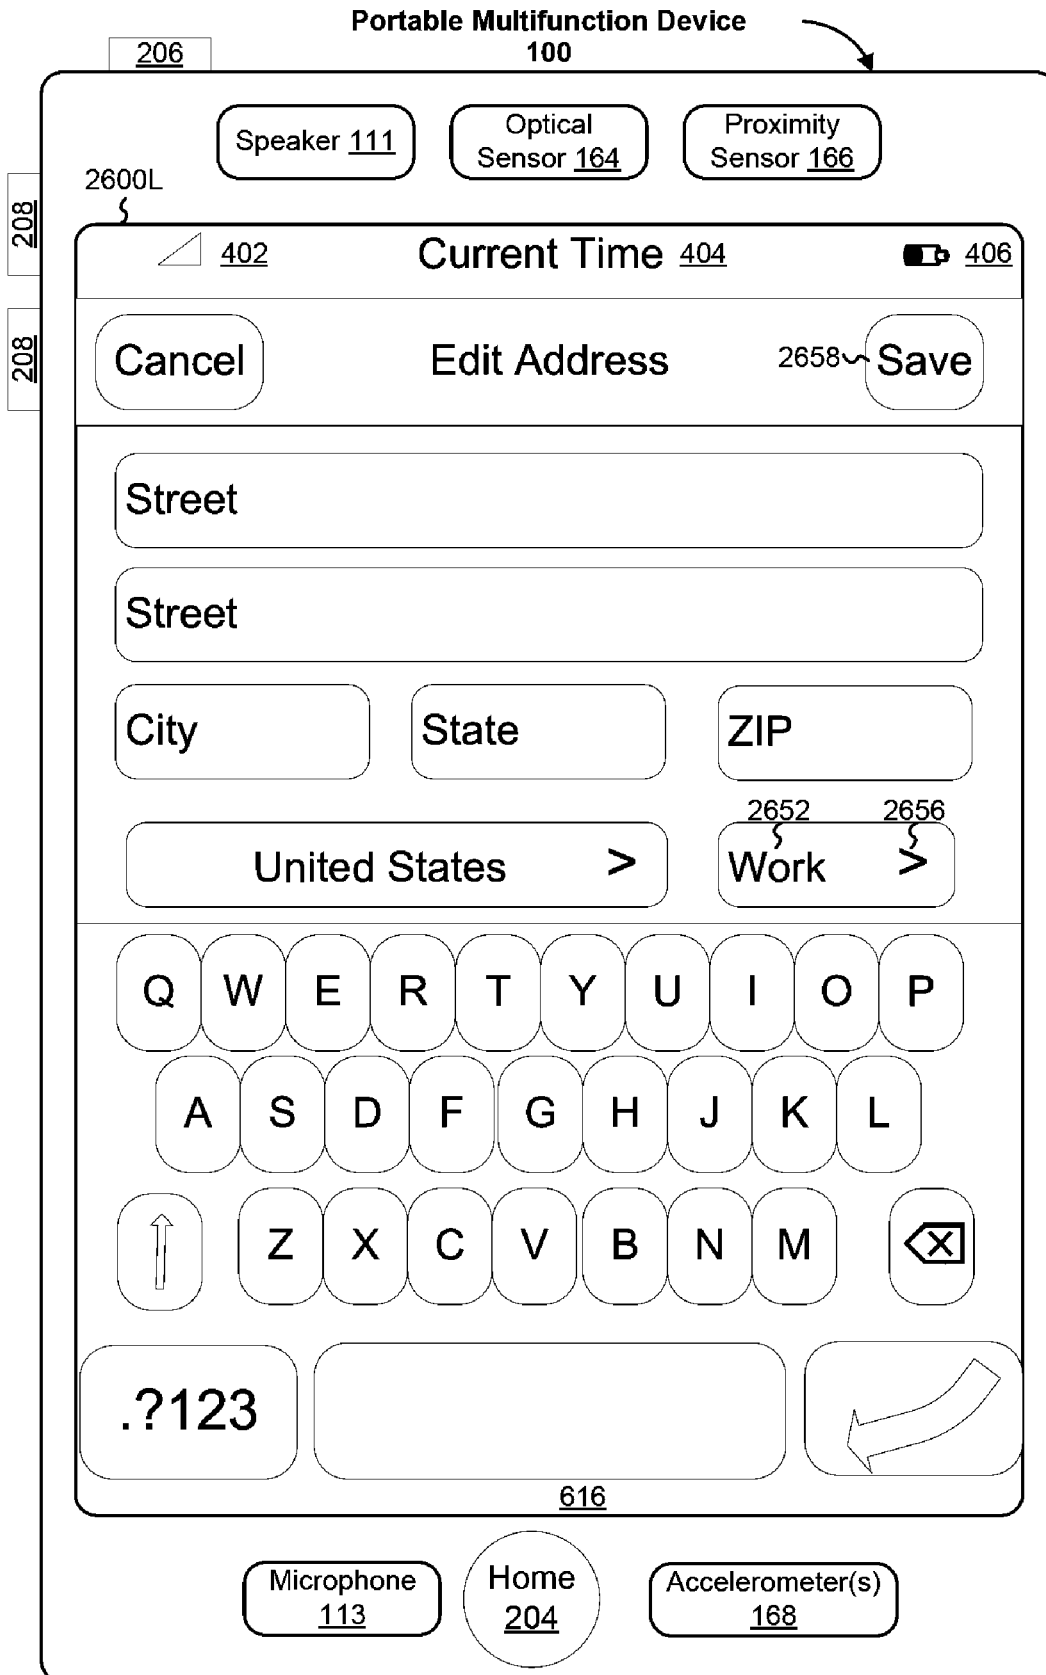 Portable Multifunction Device
100
206
Speaker 111
Optical
Sensor 164
Proximity
Sensor 166
2600L
208
208
402
Current Time 404
406
Cancel
Edit Address
2658
Save
Street
Street
City
State
ZIP
2652
2656
United States >
Work >
Q W E R T Y U I O P
A S D F G H J K L
Z X C V B N M
.?123
616
Microphone
113
Home
204
Accelerometer(s)
168